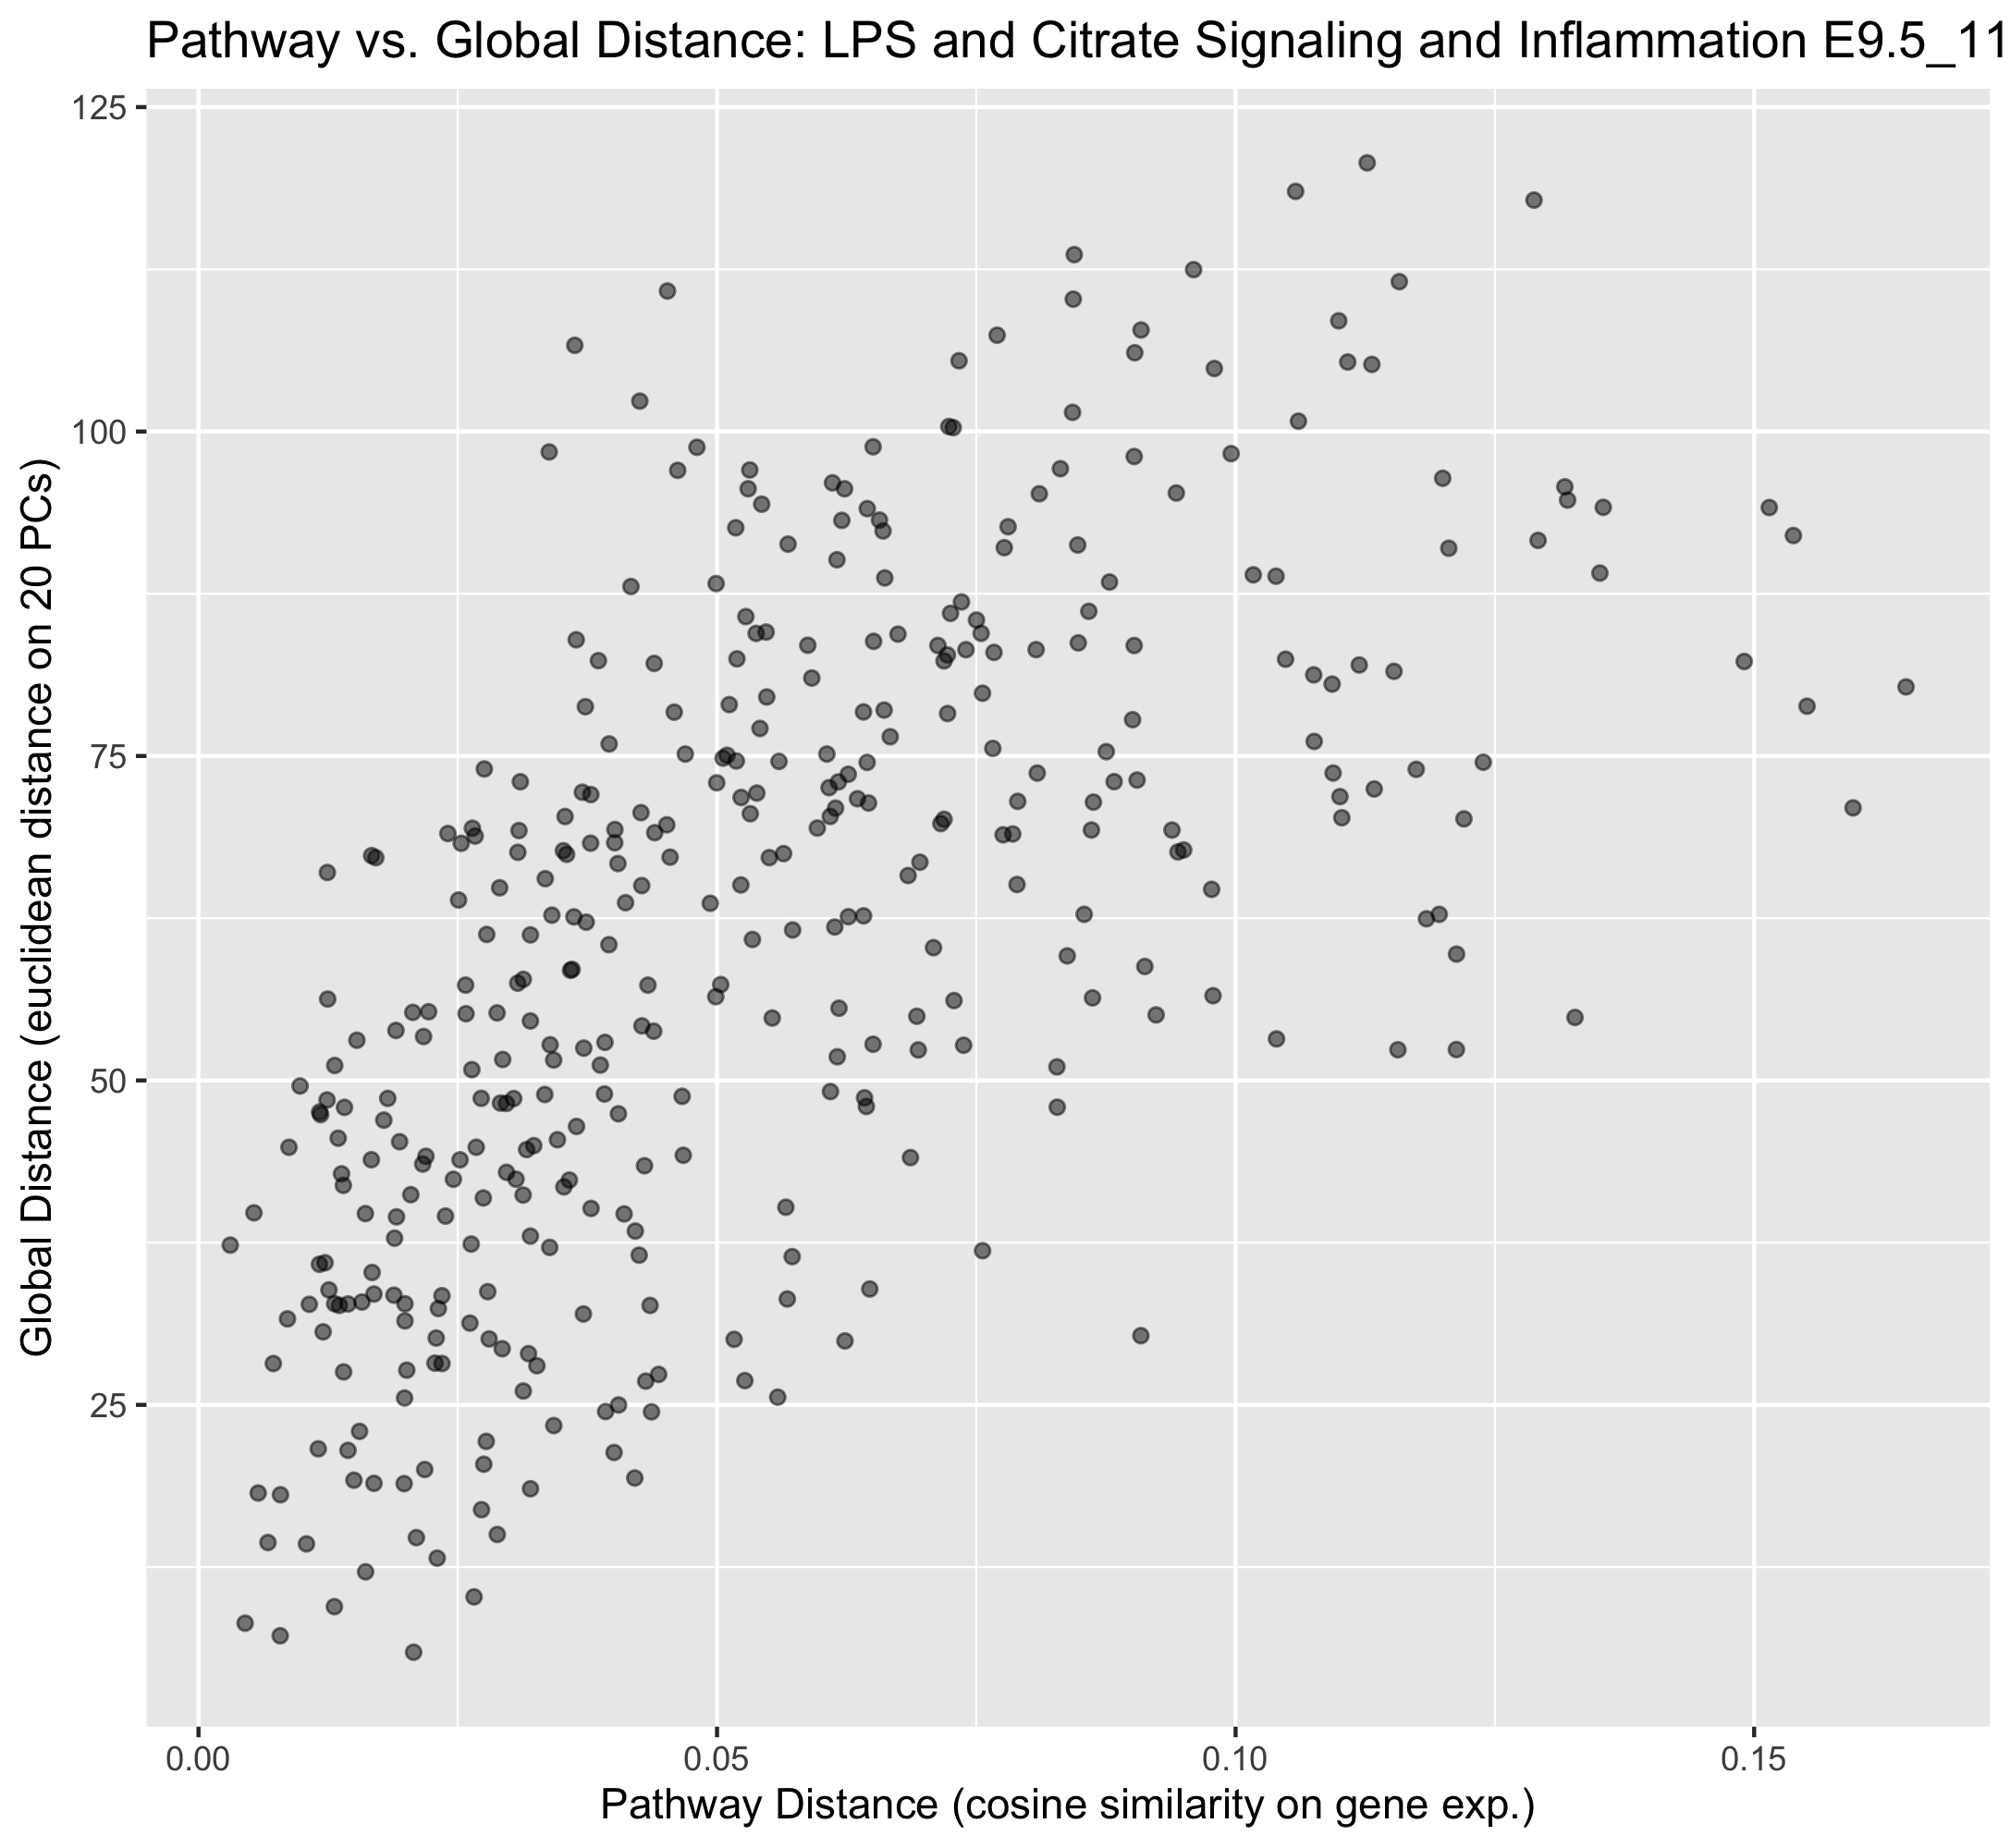 Pathway vs. Global Distance: LPS and Citrate Signaling and Inflammation E9.5_11
Global Distance (euclidean distance on 20 PCs)
125
100
75
50
25
0.00 0.05 0.10 0.15
Pathway Distance (cosine similarity on gene exp.)